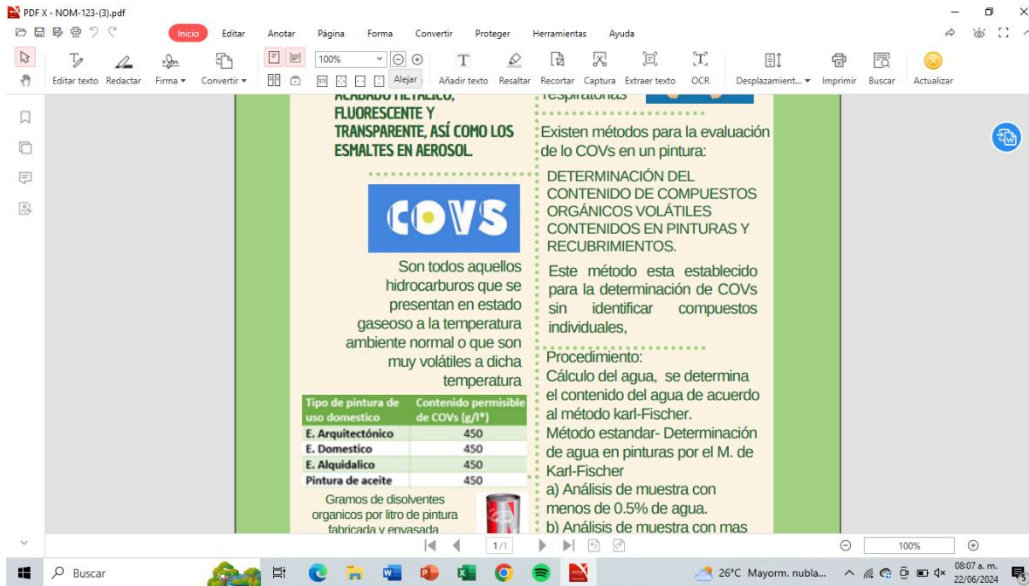 PDF X - NOM-123-(3).pdf
Inicio Editar Anotar Página Forma Convertir Proteger Herramientas Ayuda
100% Alejar
Editar texto Redactar Firma Convertir Añadir texto Resaltar Recortar Captura Extraer texto OCR Desplazamient... Imprimir Buscar Actualizar
ACABADO METÁLICO,
FLUORESCENTE Y
TRANSPARENTE, ASÍ COMO LOS
ESMALTES EN AEROSOL.
COVS
Son todos aquellos
hidrocarburos que se
presentan en estado
gaseoso a la temperatura
ambiente normal o que son
muy volátiles a dicha
temperatura
Tipo de pintura de uso domestico Contenido permisible de COVs (g/l*)
E. Arquitectónico 450
E. Domestico 450
E. Alquidalico 450
Pintura de aceite 450
Gramos de disolventes
organicos por litro de pintura
fabricada y envasada
respiratorias
Existen métodos para la evaluación
de lo COVs en un pintura:
DETERMINACIÓN DEL
CONTENIDO DE COMPUESTOS
ORGÁNICOS VOLÁTILES
CONTENIDOS EN PINTURAS Y
RECUBRIMIENTOS.
Este método esta establecido
para la determinación de COVs
sin identificar compuestos
individuales,
Procedimiento:
Cálculo del agua, se determina
el contenido del agua de acuerdo
al método karl-Fischer.
Método estandar- Determinación
de agua en pinturas por el M. de
Karl-Fischer
a) Análisis de muestra con
menos de 0.5% de agua.
b) Análisis de muestra con mas
1/1
100%
Buscar
26°C Mayorm. nubla...
08:07 a. m.
22/06/2024